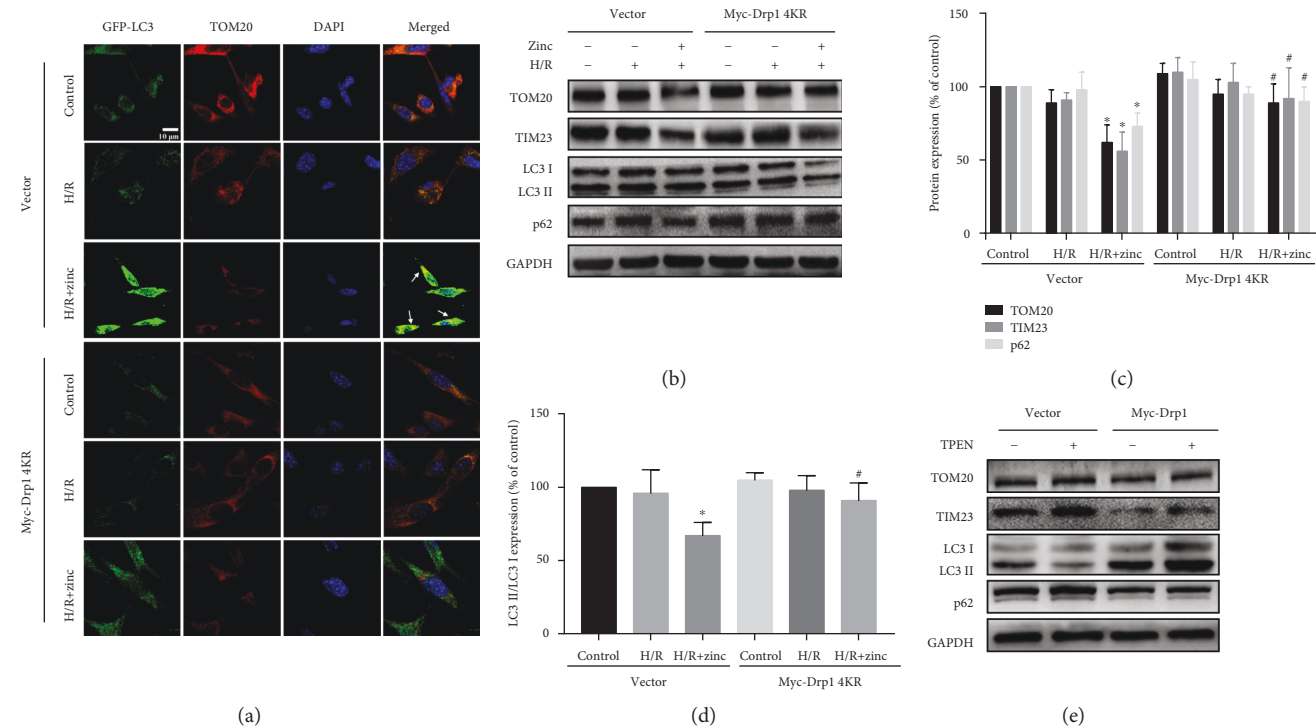 GFP-LC3 TOM20 DAPI Merged
Vector
Control
10 μm
H/R
H/R+zinc
Myc-Drp1 4KR
Control
H/R
H/R+zinc
(a)
Vector Myc-Drp1 4KR
Zinc – – + – – +
H/R – + + – + +
TOM20
TIM23
LC3 I
LC3 II
p62
GAPDH
(b)
Protein expression (% of control)
150
100
50
0
* * * # # #
Control H/R H/R+zinc Control H/R H/R+zinc
Vector Myc-Drp1 4KR
TOM20
TIM23
p62
(c)
LC3 II/LC3 I expression (% of control)
150
100
50
0
* #
Control H/R H/R+zinc Control H/R H/R+zinc
Vector Myc-Drp1 4KR
(d)
Vector Myc-Drp1
TPEN – + – +
TOM20
TIM23
LC3 I
LC3 II
p62
GAPDH
(e)